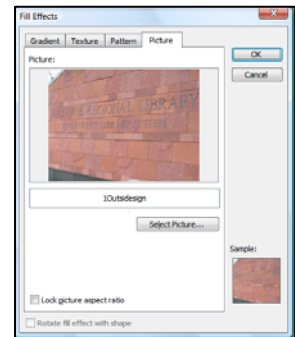 Fill Effects
Gradient Texture Pattern Picture
Picture:
OK
Cancel
REGIONAL LIBRARY
SYSTEM
1Outsidesign
Select Picture...
Sample:
Lock picture aspect ratio
Rotate fill effect with shape